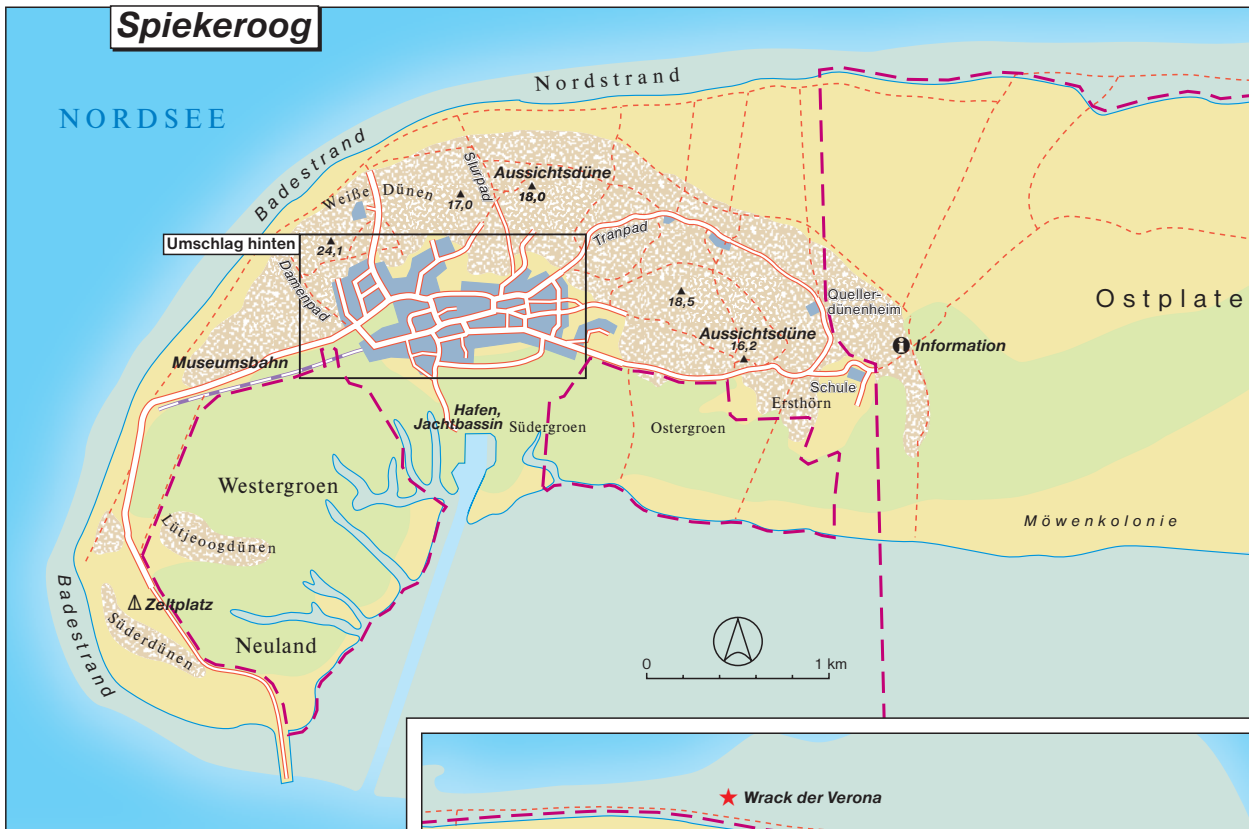 Spiekeroog
NORDSEE
Nordstrand
Badestrand
Slurpad
Aussichtsdüne
18,0
Weiße Dünen
17,0
Umschlag hinten
24,1
Tranpad
Damenpad
18,5
Queller-
dünenheim
Ostplate
Aussichtsdüne
16,2
Information
Museumsbahn
Schule
Ersthörn
Hafen,
Jachtbassin
Südergroen
Ostergroen
Westergroen
Lütjeoogdünen
Möwenkolonie
Badestrand
Zeltplatz
Süderdünen
Neuland
0 1 km
Wrack der Verona